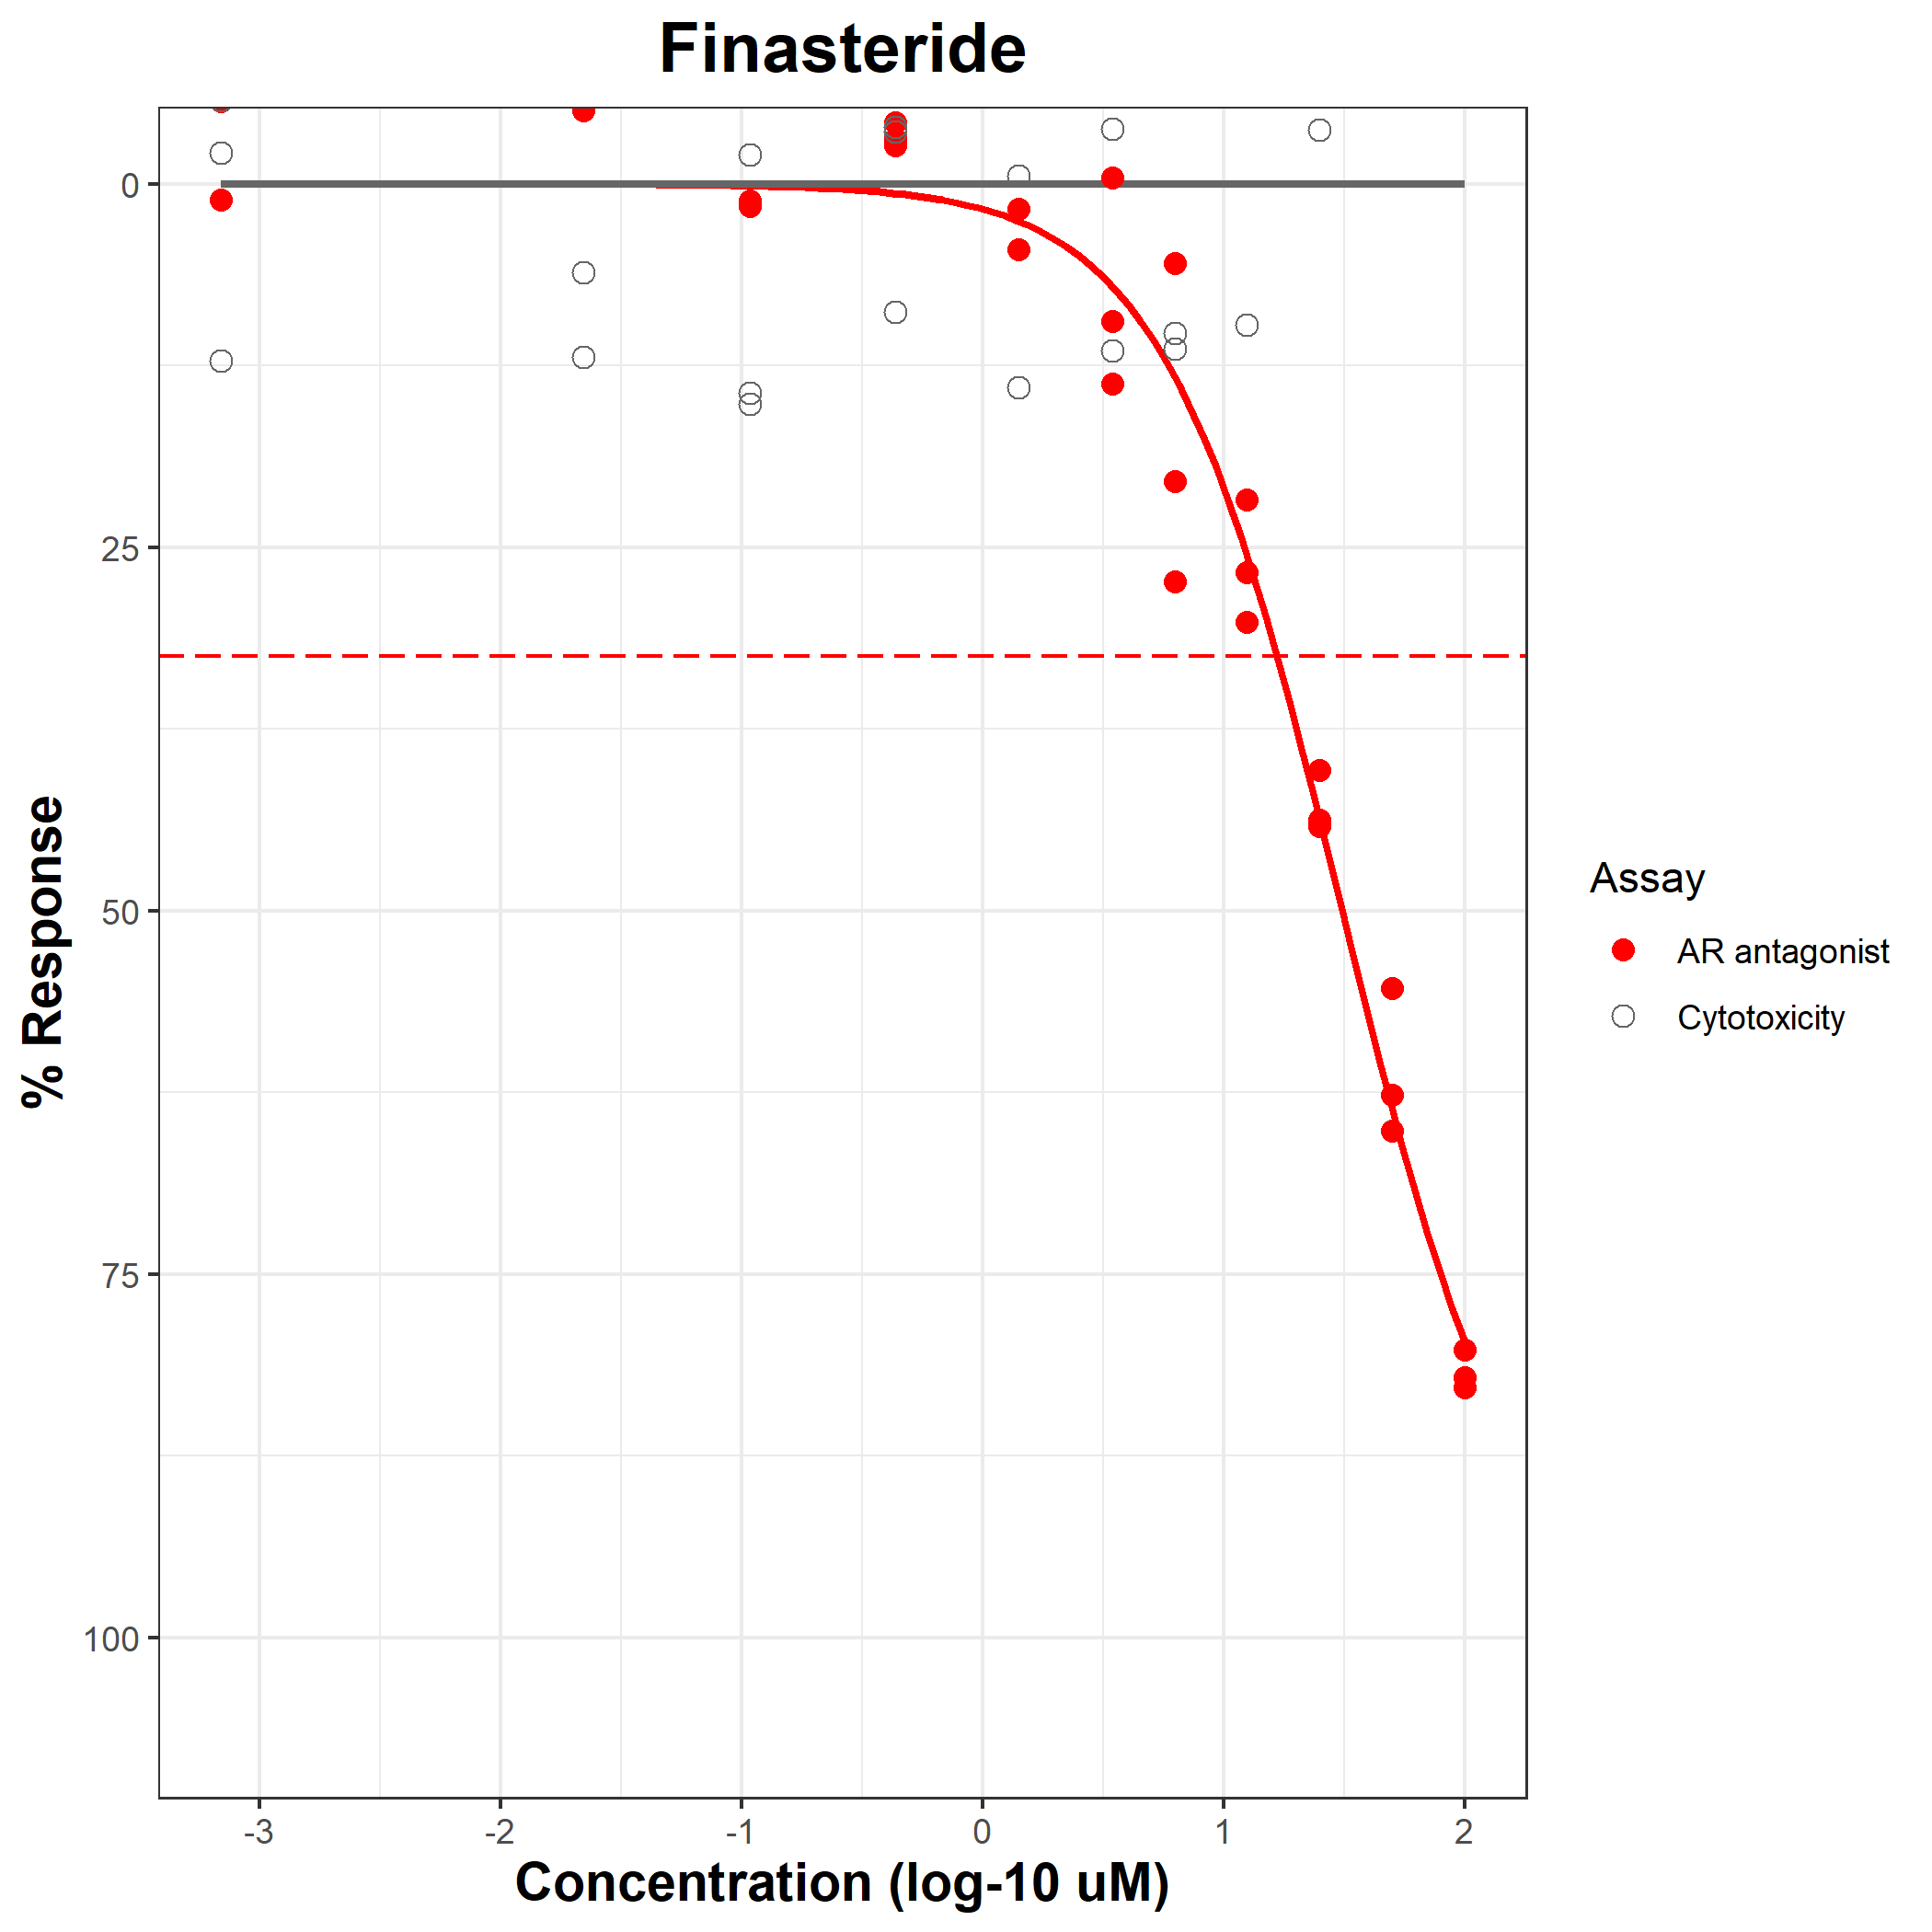 Finasteride
0
25
50
75
100
% Response
-3
-2
-1
0
1
2
Concentration (log-10 uM)
Assay
AR antagonist
Cytotoxicity